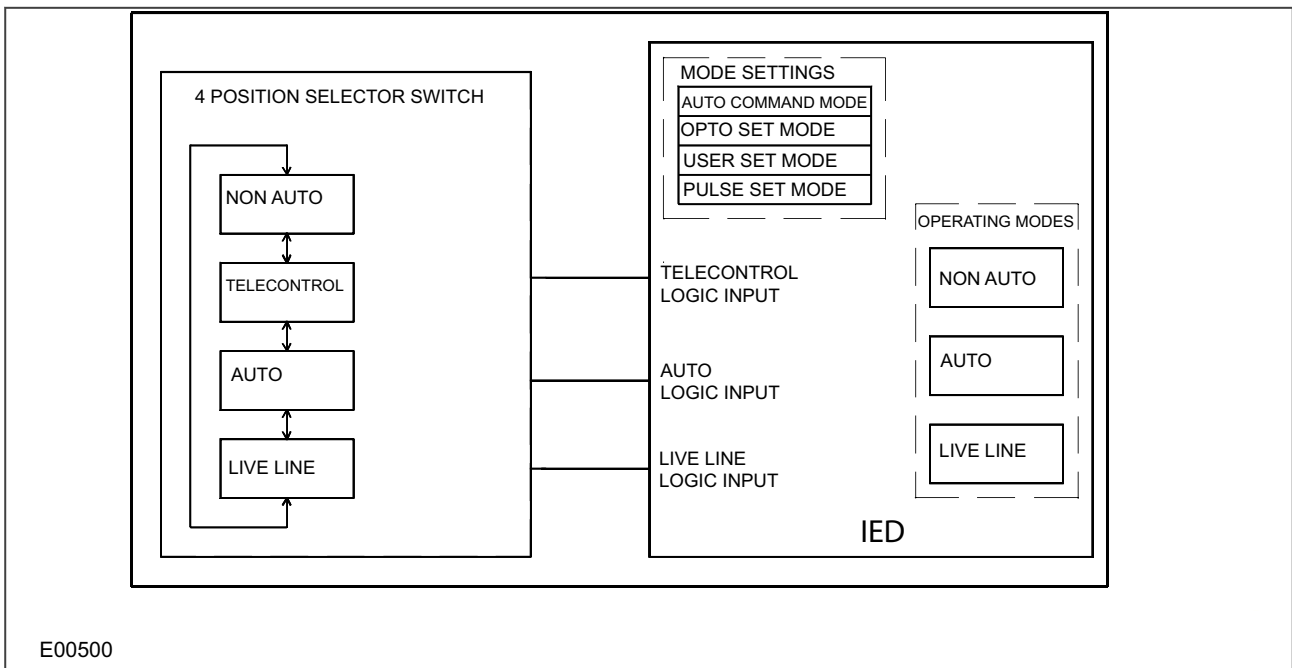 4 POSITION SELECTOR SWITCH
NON AUTO
TELECONTROL
AUTO
LIVE LINE
MODE SETTINGS
AUTO COMMAND MODE
OPTO SET MODE
USER SET MODE
PULSE SET MODE
TELECONTROL
LOGIC INPUT
AUTO
LOGIC INPUT
LIVE LINE
LOGIC INPUT
OPERATING MODES
NON AUTO
AUTO
LIVE LINE
IED
E00500